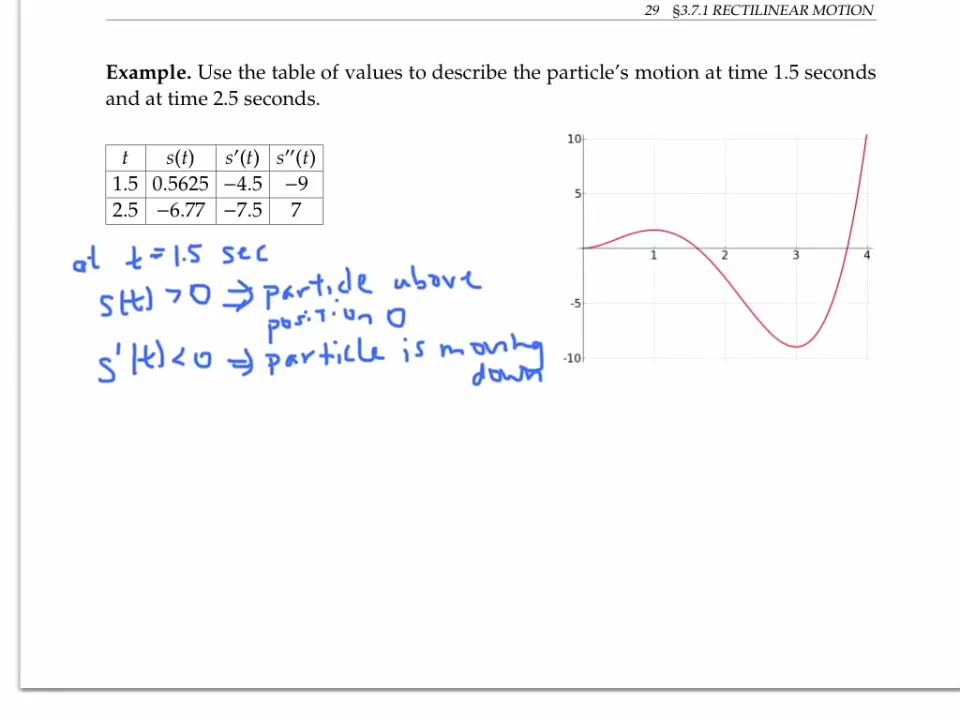 29 §3.7.1 RECTILINEAR MOTION
Example. Use the table of values to describe the particle's motion at time 1.5 seconds
and at time 2.5 seconds.
t s(t) s′(t) s″(t)
1.5 0.5625 −4.5 −9
2.5 −6.77 −7.5 7
at t = 1.5 sec
s(t) > 0 ⇒ particle above
position 0
s'(t) < 0 ⇒ particle is moving
down
10
5
1 2 3 4
-5
-10